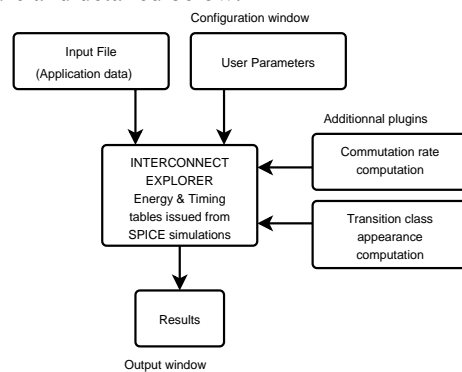 Configuration window
Input File
(Application data)
User Parameters
Additionnal plugins
INTERCONNECT
EXPLORER
Energy & Timing
tables issued from
SPICE simulations
Commutation rate
computation
Transition class
appearance
computation
Results
Output window